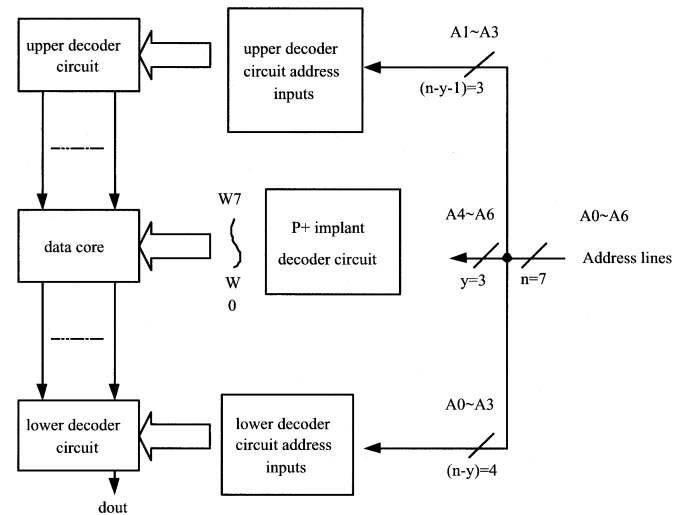 upper decoder
circuit
upper decoder
circuit address
inputs
A1~A3
(n-y-1)=3
data core
W7
W
0
P+ implant
decoder circuit
A4~A6
y=3
n=7
A0~A6
Address lines
lower decoder
circuit
lower decoder
circuit address
inputs
A0~A3
(n-y)=4
dout